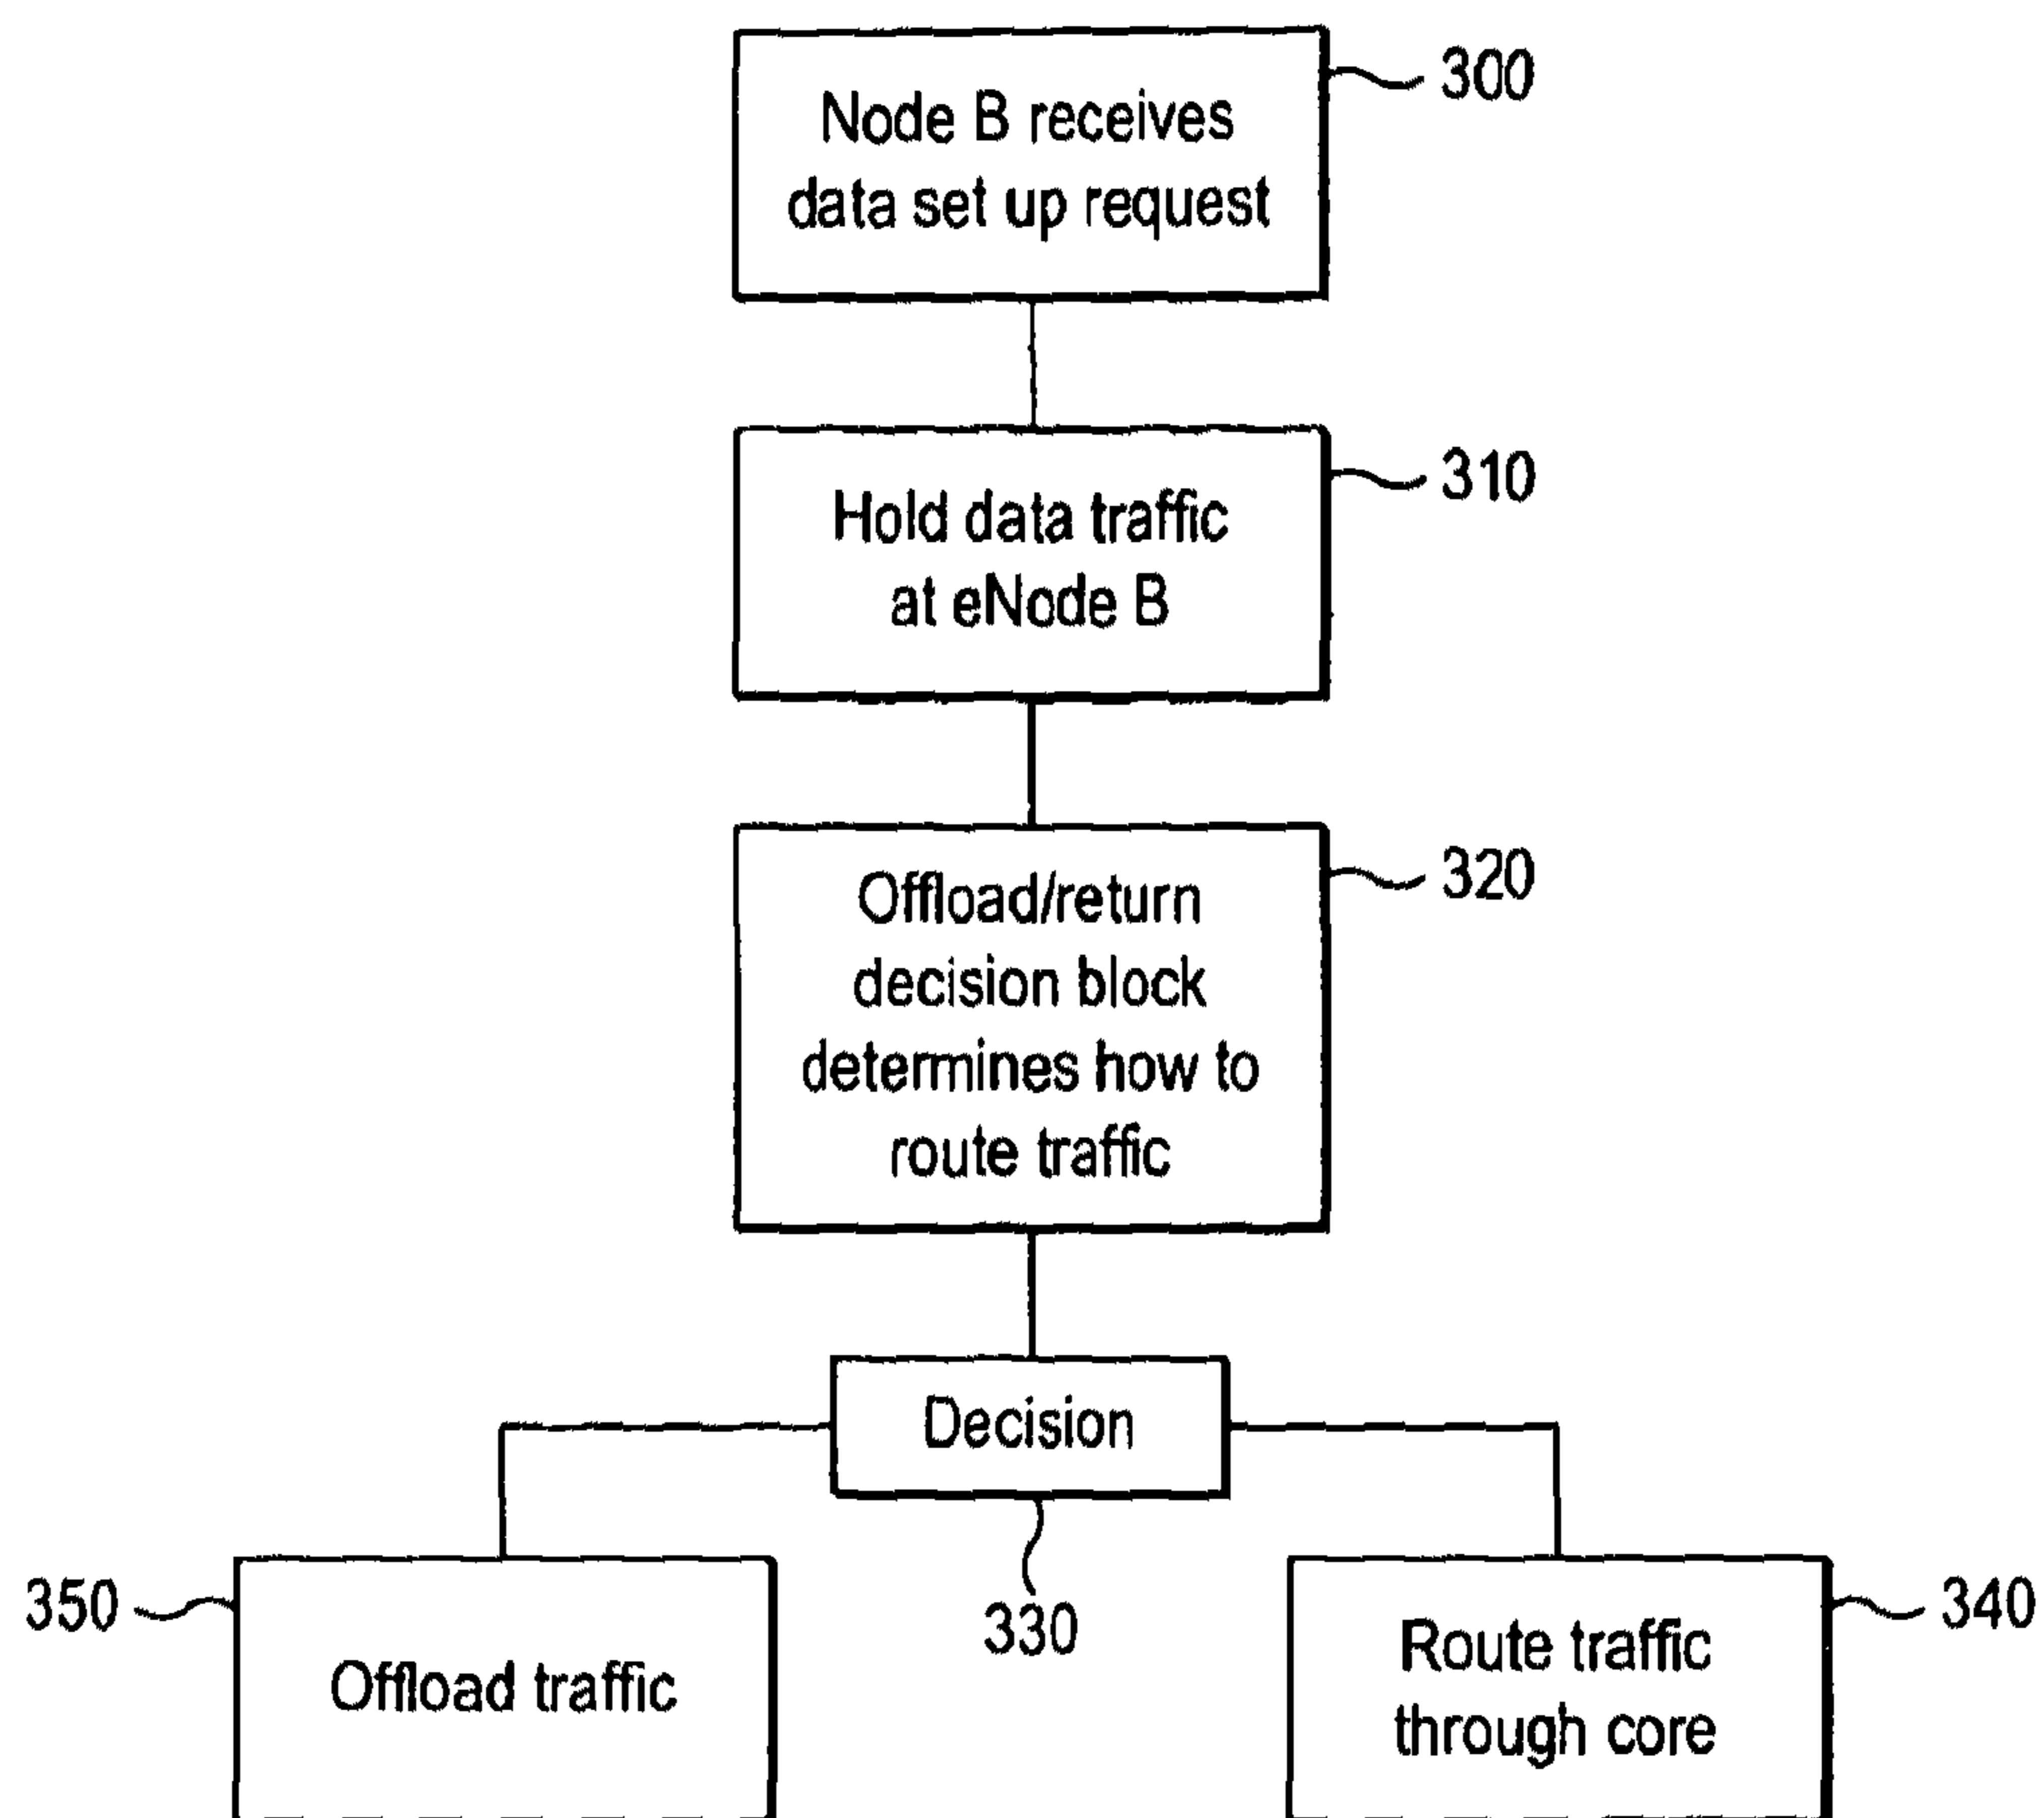 300
Node B receives
data set up request
310
Hold data traffic
at eNode B
320
Offload/return
decision block
determines how to
route traffic
Decision
330
350
Offload traffic
340
Route traffic
through core